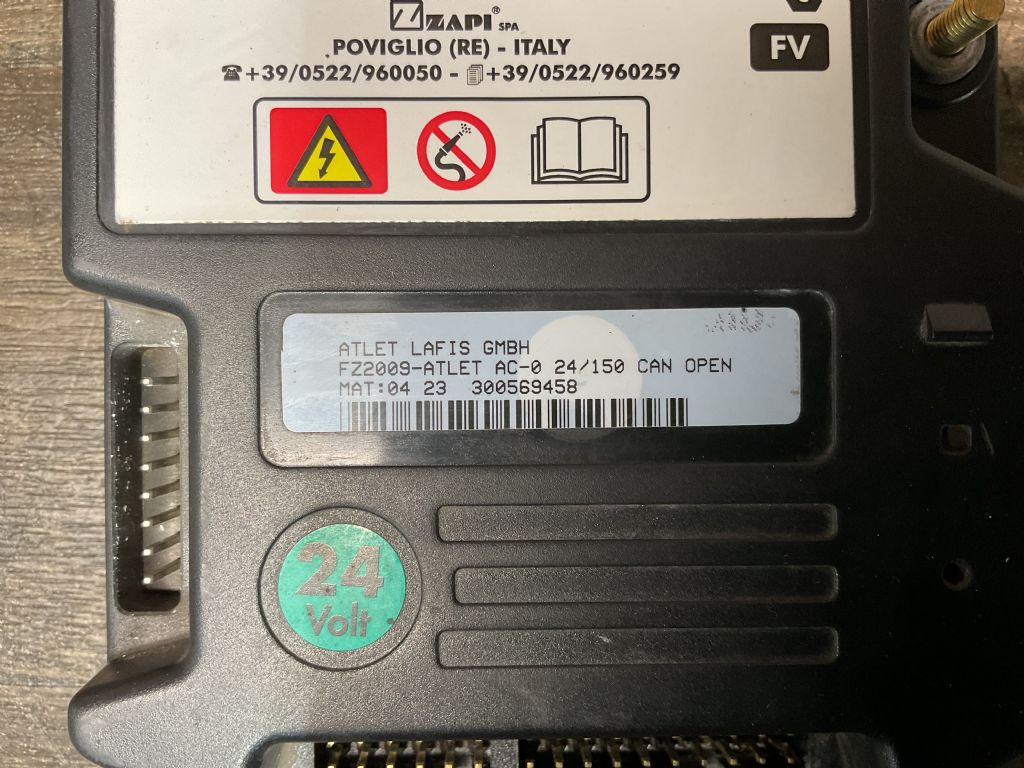 ZAPI® SPA
POVIGLIO (RE) - ITALY
☎+39/0522/960050 - +39/0522/960259
FV
ATLET LAFIS GMBH
FZ2009-ATLET AC-0 24/150 CAN OPEN
MAT:04 23 300569458
24
Volt